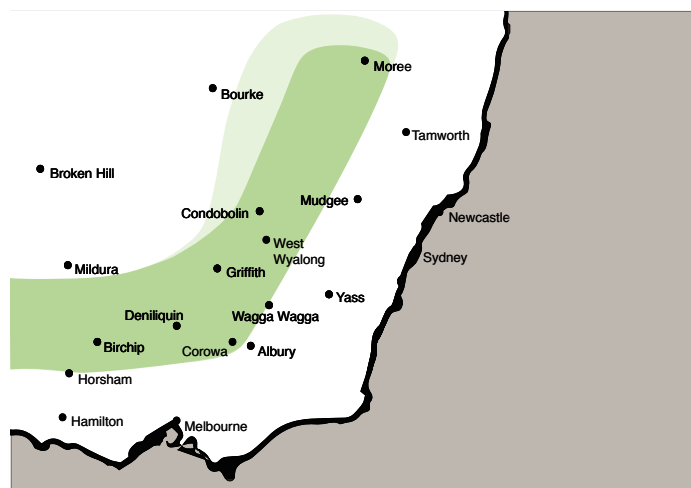 Moree
Bourke
Tamworth
Broken Hill
Mudgee
Condobolin
Newcastle
West
Wyalong
Sydney
Mildura
Griffith
Yass
Deniliquin
Wagga Wagga
Birchip
Corowa
Albury
Horsham
Hamilton
Melbourne